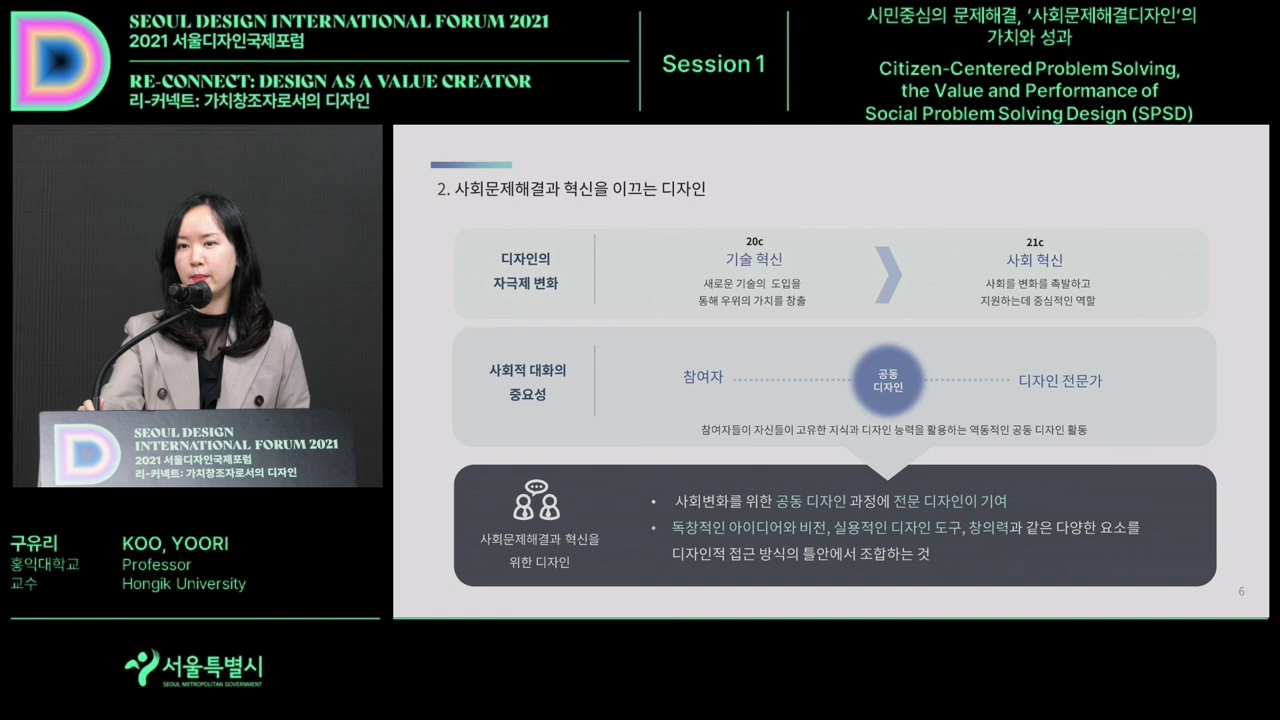 SEOUL DESIGN INTERNATIONAL FORUM 2021
2021 서울디자인국제포럼
RE-CONNECT: DESIGN AS A VALUE CREATOR
리-커넥트: 가치창조자로서의 디자인
Session 1
시민중심의 문제해결, ‘사회문제해결디자인’의
가치와 성과
Citizen-Centered Problem Solving,
the Value and Performance of
Social Problem Solving Design (SPSD)
2. 사회문제해결과 혁신을 이끄는 디자인
디자인의
자극제 변화
20c
기술 혁신
새로운 기술의 도입을
통해 우위의 가치를 창출
21c
사회 혁신
사회를 변화를 촉발하고
지원하는데 중심적인 역할
사회적 대화의
중요성
참여자
공동
디자인
디자인 전문가
참여자들이 자신들이 고유한 지식과 디자인 능력을 활용하는 역동적인 공동 디자인 활동
사회문제해결과 혁신을
위한 디자인
• 사회변화를 위한 공동 디자인 과정에 전문 디자인이 기여
• 독창적인 아이디어와 비전, 실용적인 디자인 도구, 창의력과 같은 다양한 요소를
디자인적 접근 방식의 틀안에서 조합하는 것
6
SEOUL DESIGN
INTERNATIONAL FORUM 2021
2021 서울디자인국제포럼
리-커넥트: 가치창조자로서의 디자인
구유리
홍익대학교
교수
KOO, YOORI
Professor
Hongik University
서울특별시
SEOUL METROPOLITAN GOVERNMENT